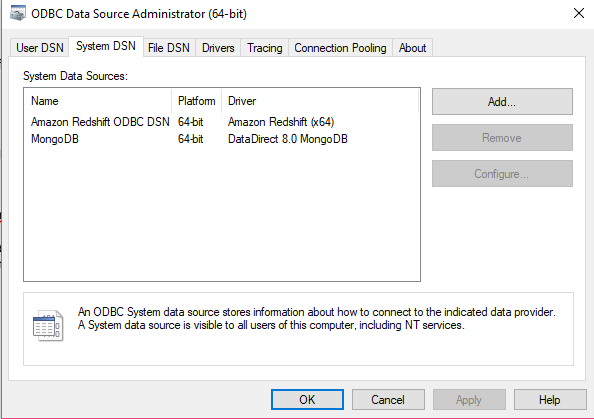 ODBC Data Source Administrator (64-bit)
User DSN System DSN File DSN Drivers Tracing Connection Pooling About
System Data Sources:
Name Platform Driver
Amazon Redshift ODBC DSN 64-bit Amazon Redshift (x64)
MongoDB 64-bit DataDirect 8.0 MongoDB
Add...
Remove
Configure...
An ODBC System data source stores information about how to connect to the indicated data provider.
A System data source is visible to all users of this computer, including NT services.
OK Cancel Apply Help